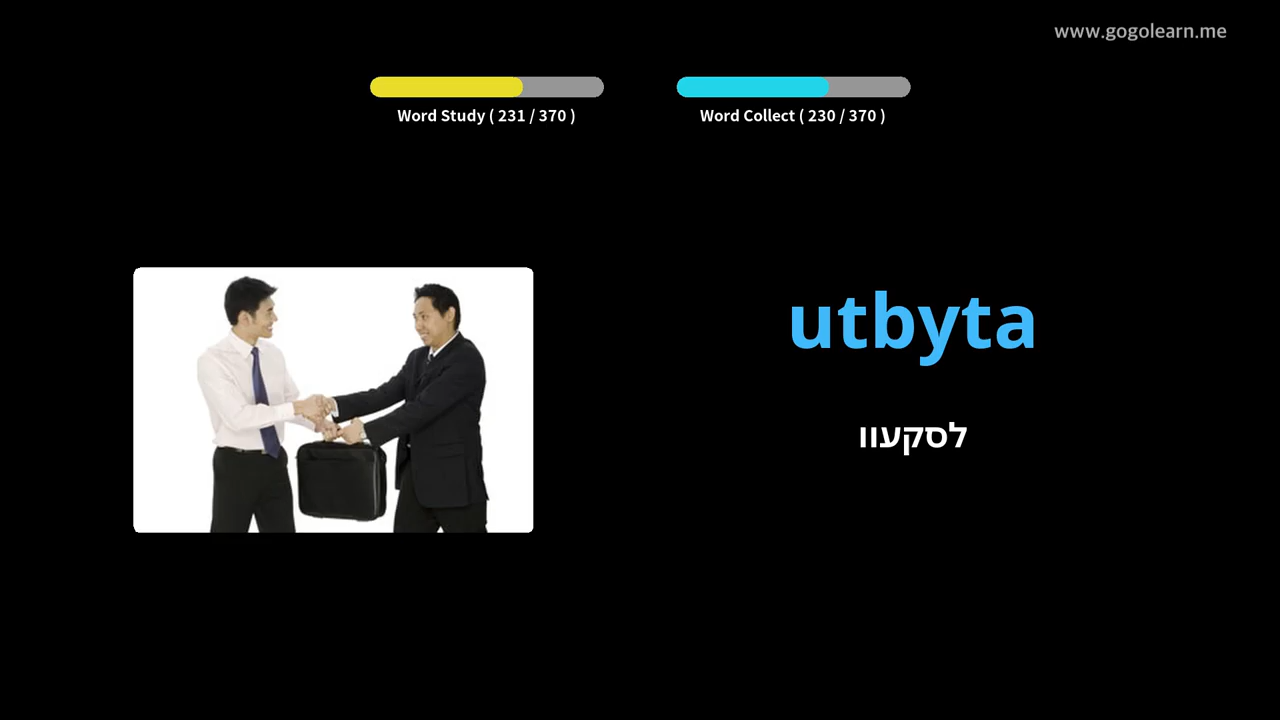 www.gogolearn.me
Word Study ( 231 / 370 )
Word Collect ( 230 / 370 )
utbyta
לסקעוו